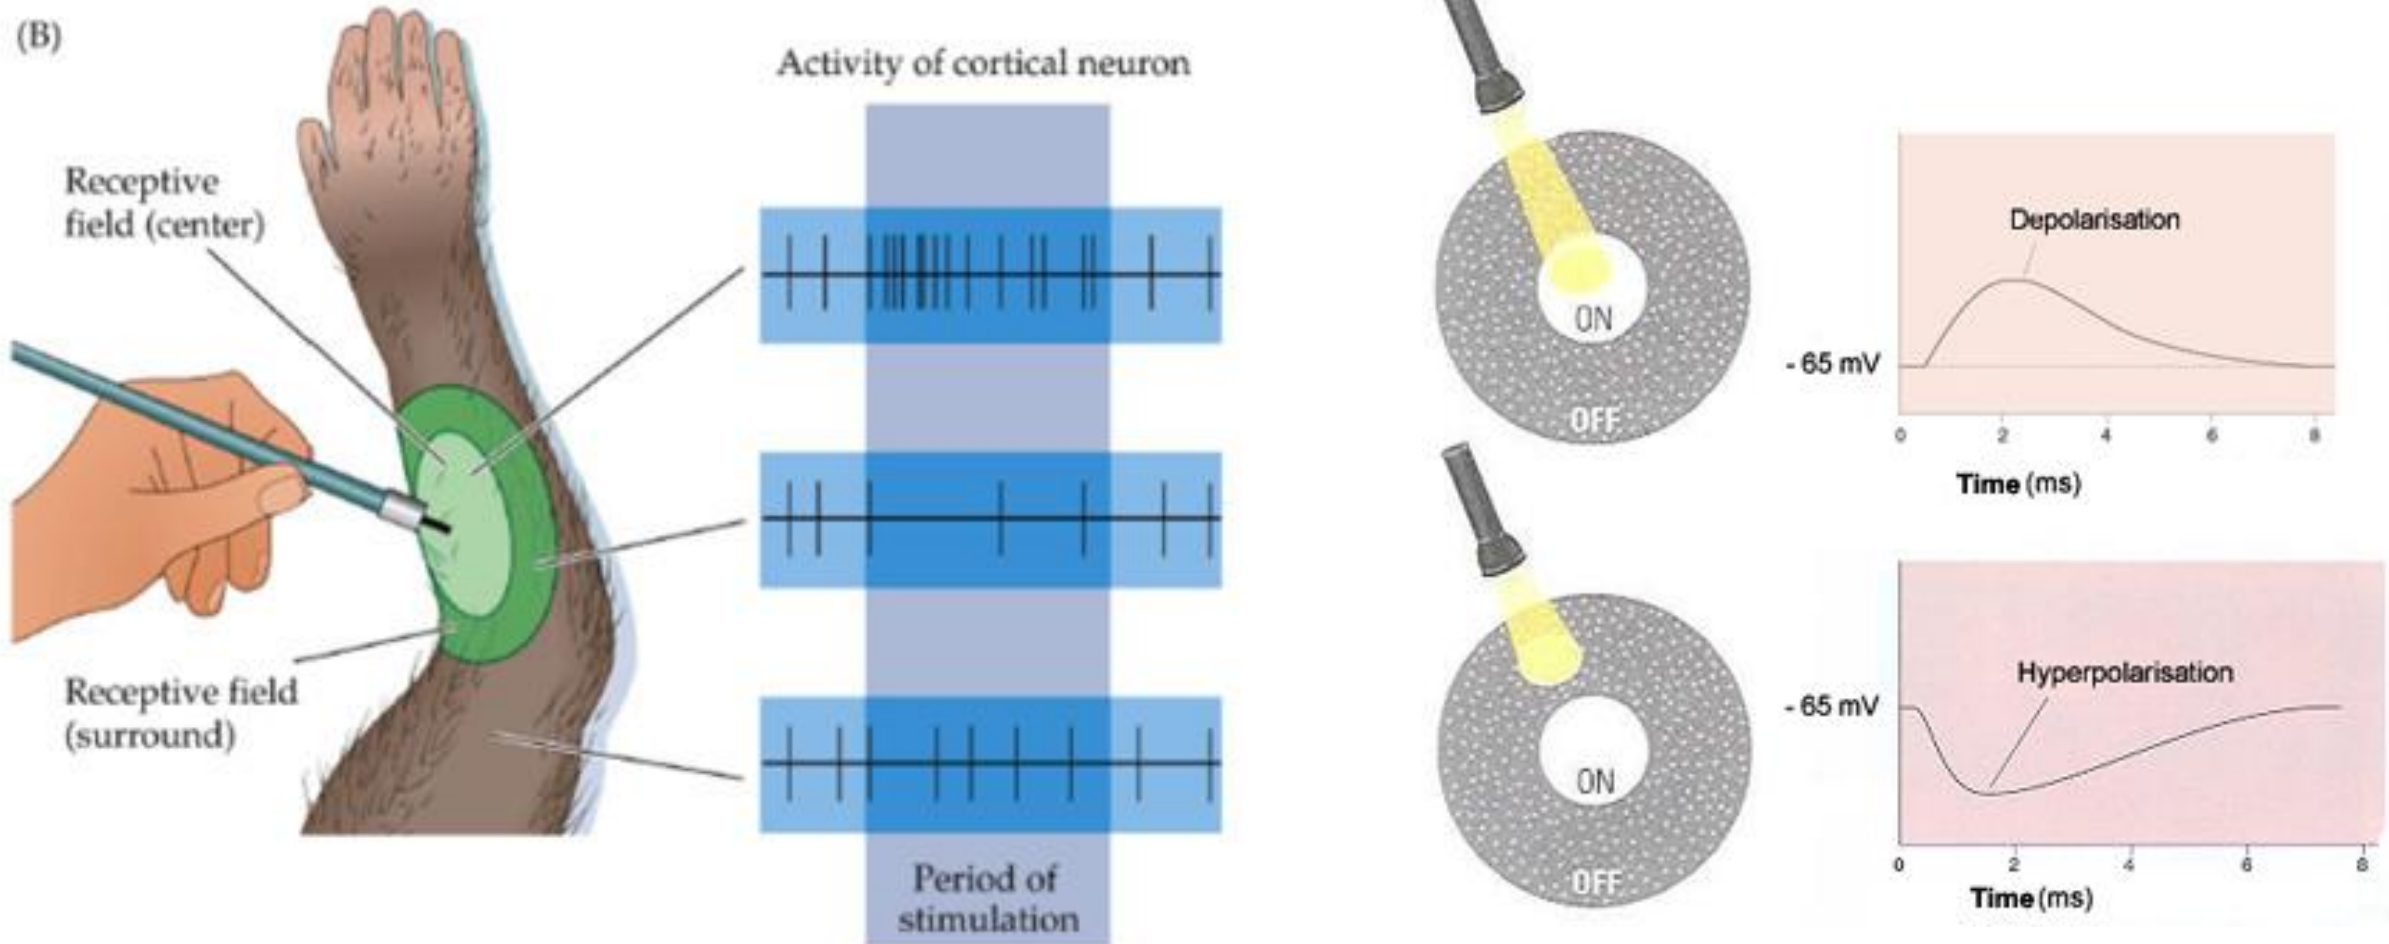 (B)
Activity of cortical neuron
Receptive
field (center)
Receptive field
(surround)
Period of
stimulation
ON
OFF
Depolarisation
- 65 mV
0 2 4 6 8
Time (ms)
ON
OFF
Hyperpolarisation
- 65 mV
0 2 4 6 8
Time (ms)